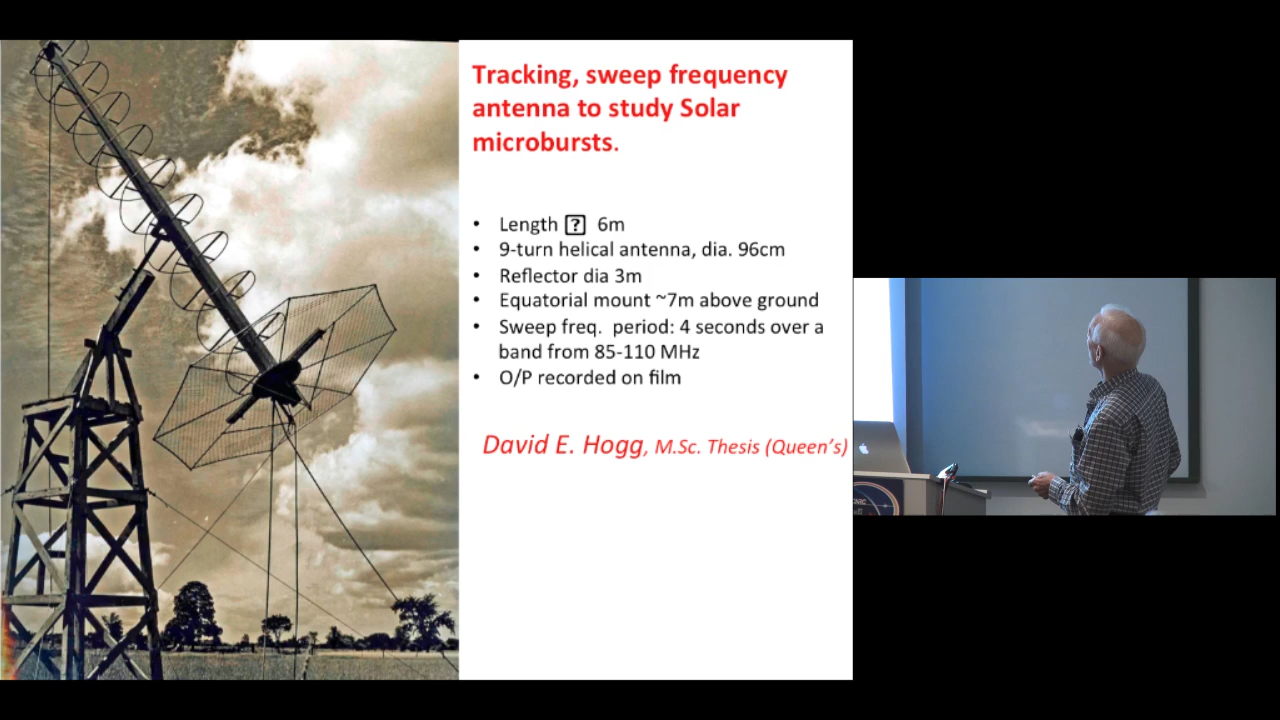 Tracking, sweep frequency
antenna to study Solar
microbursts.
• Length ⍰ 6m
• 9-turn helical antenna, dia. 96cm
• Reflector dia 3m
• Equatorial mount ~7m above ground
• Sweep freq. period: 4 seconds over a
band from 85-110 MHz
• O/P recorded on film
David E. Hogg, M.Sc. Thesis (Queen's)